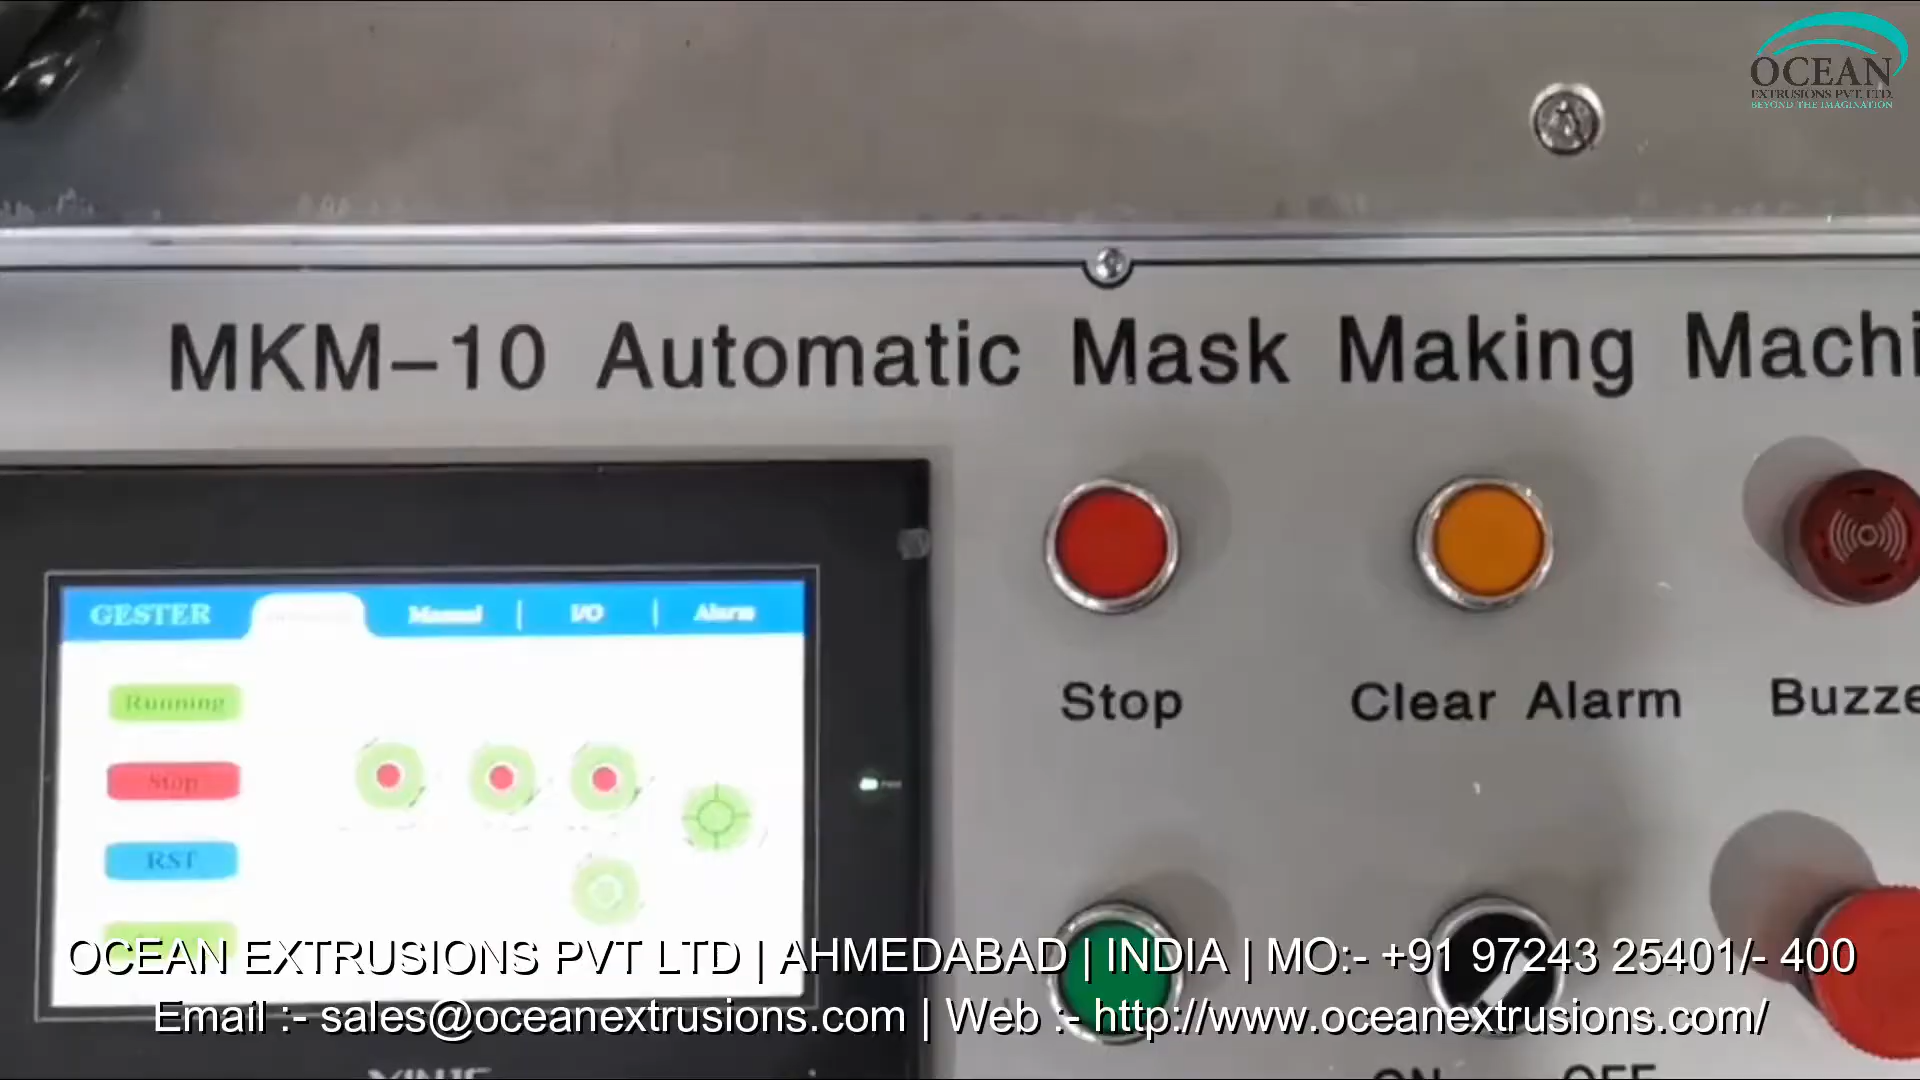 OCEAN
EXTRUSIONS PVT. LTD.
BEYOND THE IMAGINATION
MKM-10 Automatic Mask Making Machi
GESTER
Manual | I/O | Alarm
Running
Stop
RST
Stop
Clear Alarm
Buzze
OCEAN EXTRUSIONS PVT LTD | AHMEDABAD | INDIA | MO:- +91 97243 25401/- 400
Email :- sales@oceanextrusions.com | Web :- http://www.oceanextrusions.com/
ON OFF